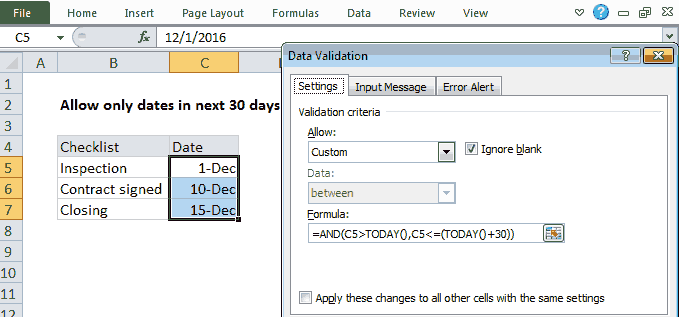 File Home Insert Page Layout Formulas Data Review View
C5 fx 12/1/2016
A B C
1
2 Allow only dates in next 30 days
3
4 Checklist Date
5 Inspection 1-Dec
6 Contract signed 10-Dec
7 Closing 15-Dec
8
9
10
11
12
Data Validation
Settings Input Message Error Alert
Validation criteria
Allow:
Custom Ignore blank
Data:
between
Formula:
=AND(C5>TODAY(),C5<=(TODAY()+30))
Apply these changes to all other cells with the same settings